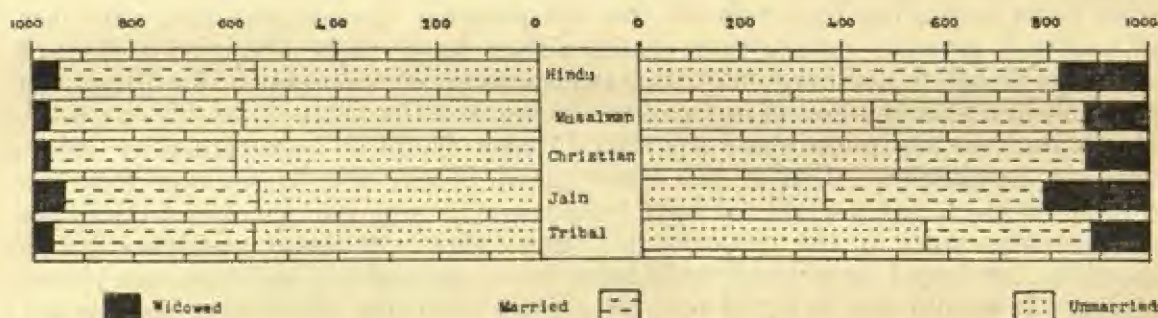 1000 800 600 400 200 0 0 200 400 600 800 1000
Hindu
Musalman
Christian
Jain
Tribal
Widowed Married Unmarried